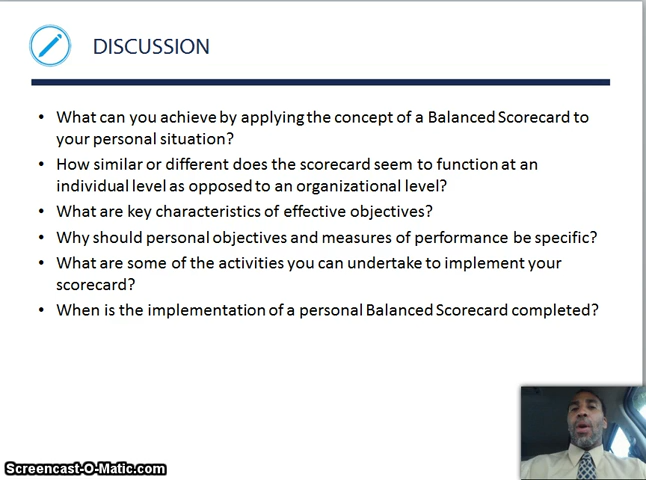 DISCUSSION
• What can you achieve by applying the concept of a Balanced Scorecard to
your personal situation?
• How similar or different does the scorecard seem to function at an
individual level as opposed to an organizational level?
• What are key characteristics of effective objectives?
• Why should personal objectives and measures of performance be specific?
• What are some of the activities you can undertake to implement your
scorecard?
• When is the implementation of a personal Balanced Scorecard completed?
Screencast-O-Matic.com